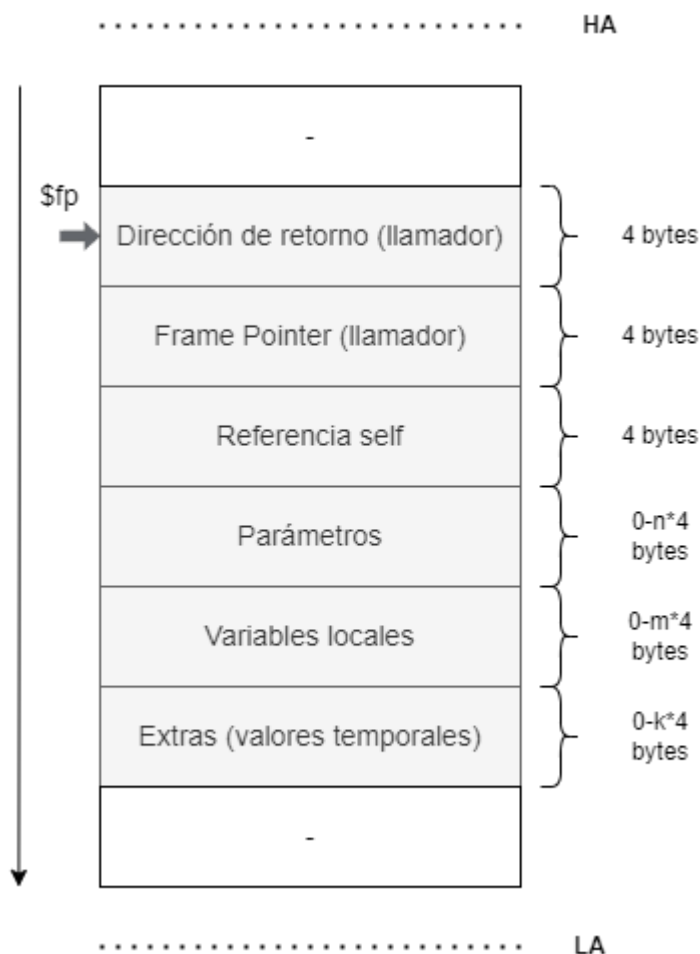 HA
-
$fp
Dirección de retorno (llamador)
4 bytes
Frame Pointer (llamador)
4 bytes
Referencia self
4 bytes
Parámetros
0-n*4
bytes
Variables locales
0-m*4
bytes
Extras (valores temporales)
0-k*4
bytes
-
LA